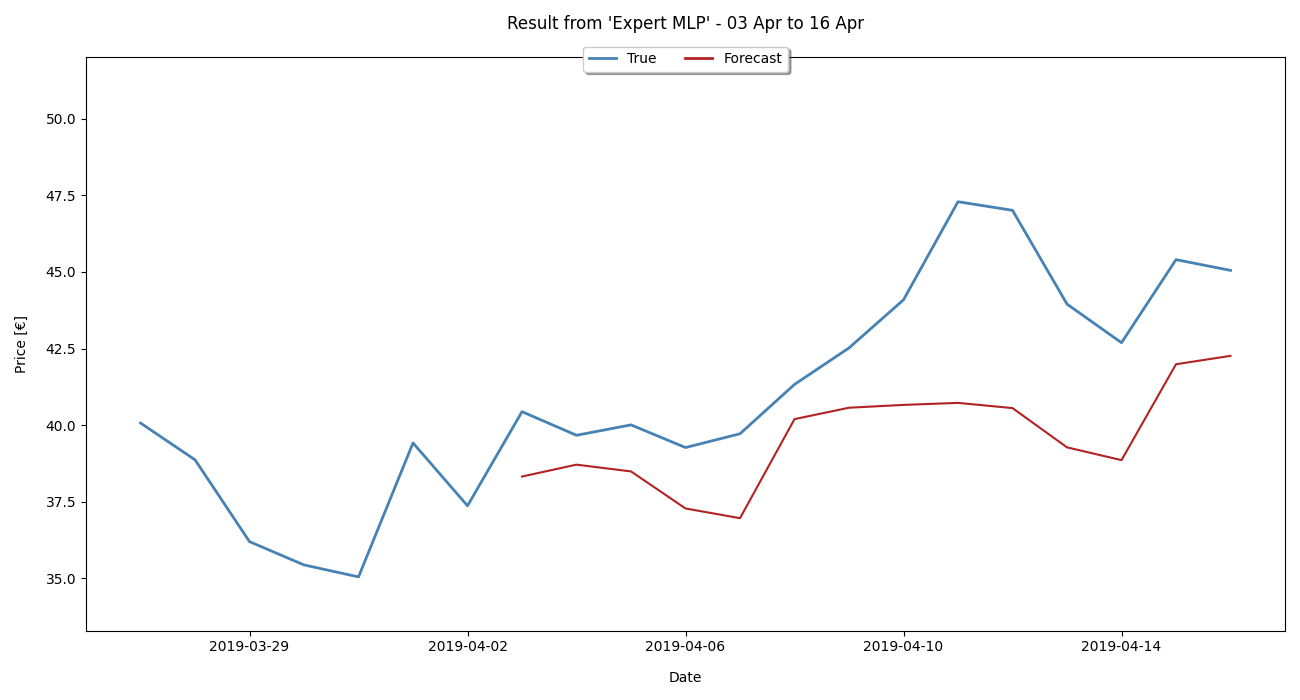 Result from 'Expert MLP' - 03 Apr to 16 Apr
True Forecast
50.0
47.5
45.0
42.5
40.0
37.5
35.0
Price [€]
2019-03-29 2019-04-02 2019-04-06 2019-04-10 2019-04-14
Date